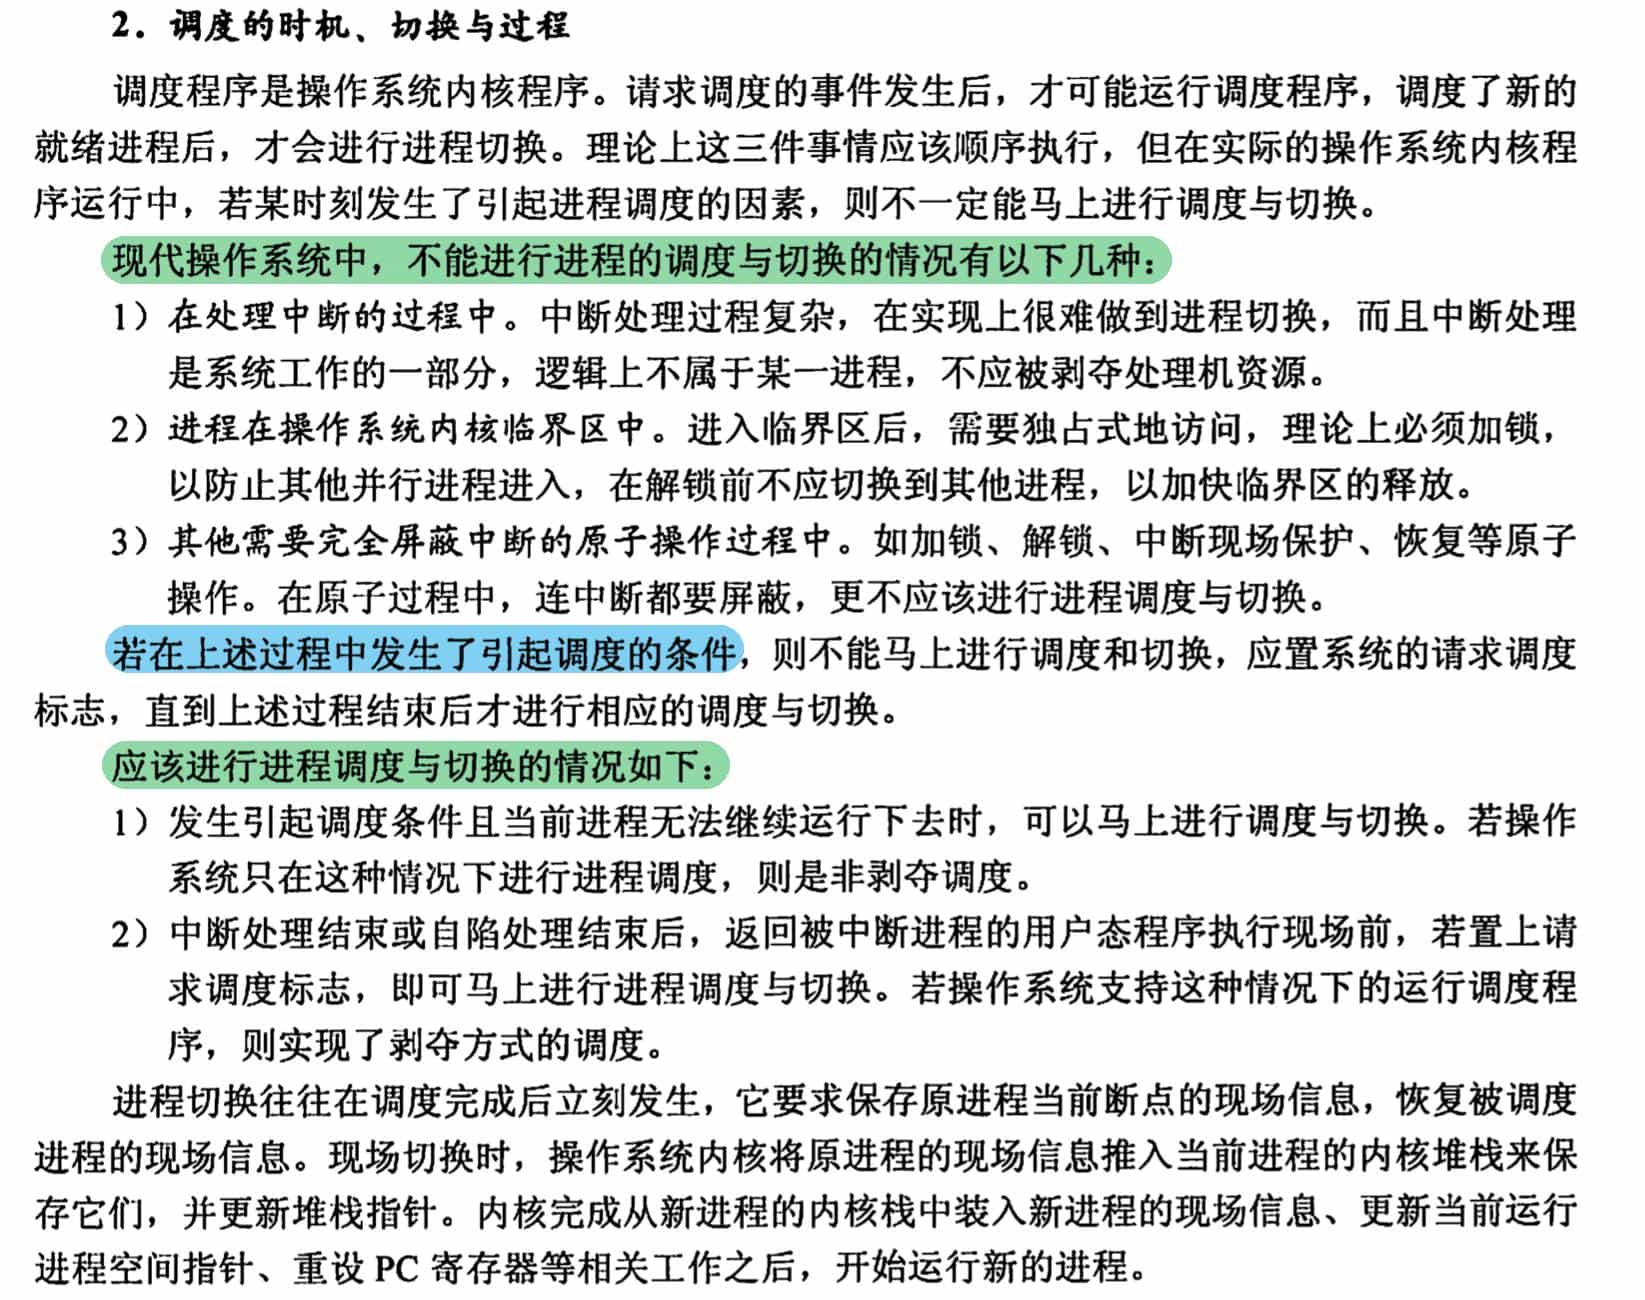 2. 调度的时机、切换与过程
调度程序是操作系统内核程序。请求调度的事件发生后，才可能运行调度程序，调度了新的
就绪进程后，才会进行进程切换。理论上这三件事情应该顺序执行，但在实际的操作系统内核程
序运行中，若某时刻发生了引起进程调度的因素，则不一定能马上进行调度与切换。
现代操作系统中，不能进行进程的调度与切换的情况有以下几种：
1）在处理中断的过程中。中断处理过程复杂，在实现上很难做到进程切换，而且中断处理
是系统工作的一部分，逻辑上不属于某一进程，不应被剥夺处理机资源。
2）进程在操作系统内核临界区中。进入临界区后，需要独占式地访问，理论上必须加锁，
以防止其他并行进程进入，在解锁前不应切换到其他进程，以加快临界区的释放。
3）其他需要完全屏蔽中断的原子操作过程中。如加锁、解锁、中断现场保护、恢复等原子
操作。在原子过程中，连中断都要屏蔽，更不应该进行进程调度与切换。
若在上述过程中发生了引起调度的条件，则不能马上进行调度和切换，应置系统的请求调度
标志，直到上述过程结束后才进行相应的调度与切换。
应该进行进程调度与切换的情况如下：
1）发生引起调度条件且当前进程无法继续运行下去时，可以马上进行调度与切换。若操作
系统只在这种情况下进行进程调度，则是非剥夺调度。
2）中断处理结束或自陷处理结束后，返回被中断进程的用户态程序执行现场前，若置上请
求调度标志，即可马上进行进程调度与切换。若操作系统支持这种情况下的运行调度程
序，则实现了剥夺方式的调度。
进程切换往往在调度完成后立刻发生，它要求保存原进程当前断点的现场信息，恢复被调度
进程的现场信息。现场切换时，操作系统内核将原进程的现场信息推入当前进程的内核堆栈来保
存它们，并更新堆栈指针。内核完成从新进程的内核栈中装入新进程的现场信息、更新当前运行
进程空间指针、重设 PC 寄存器等相关工作之后，开始运行新的进程。